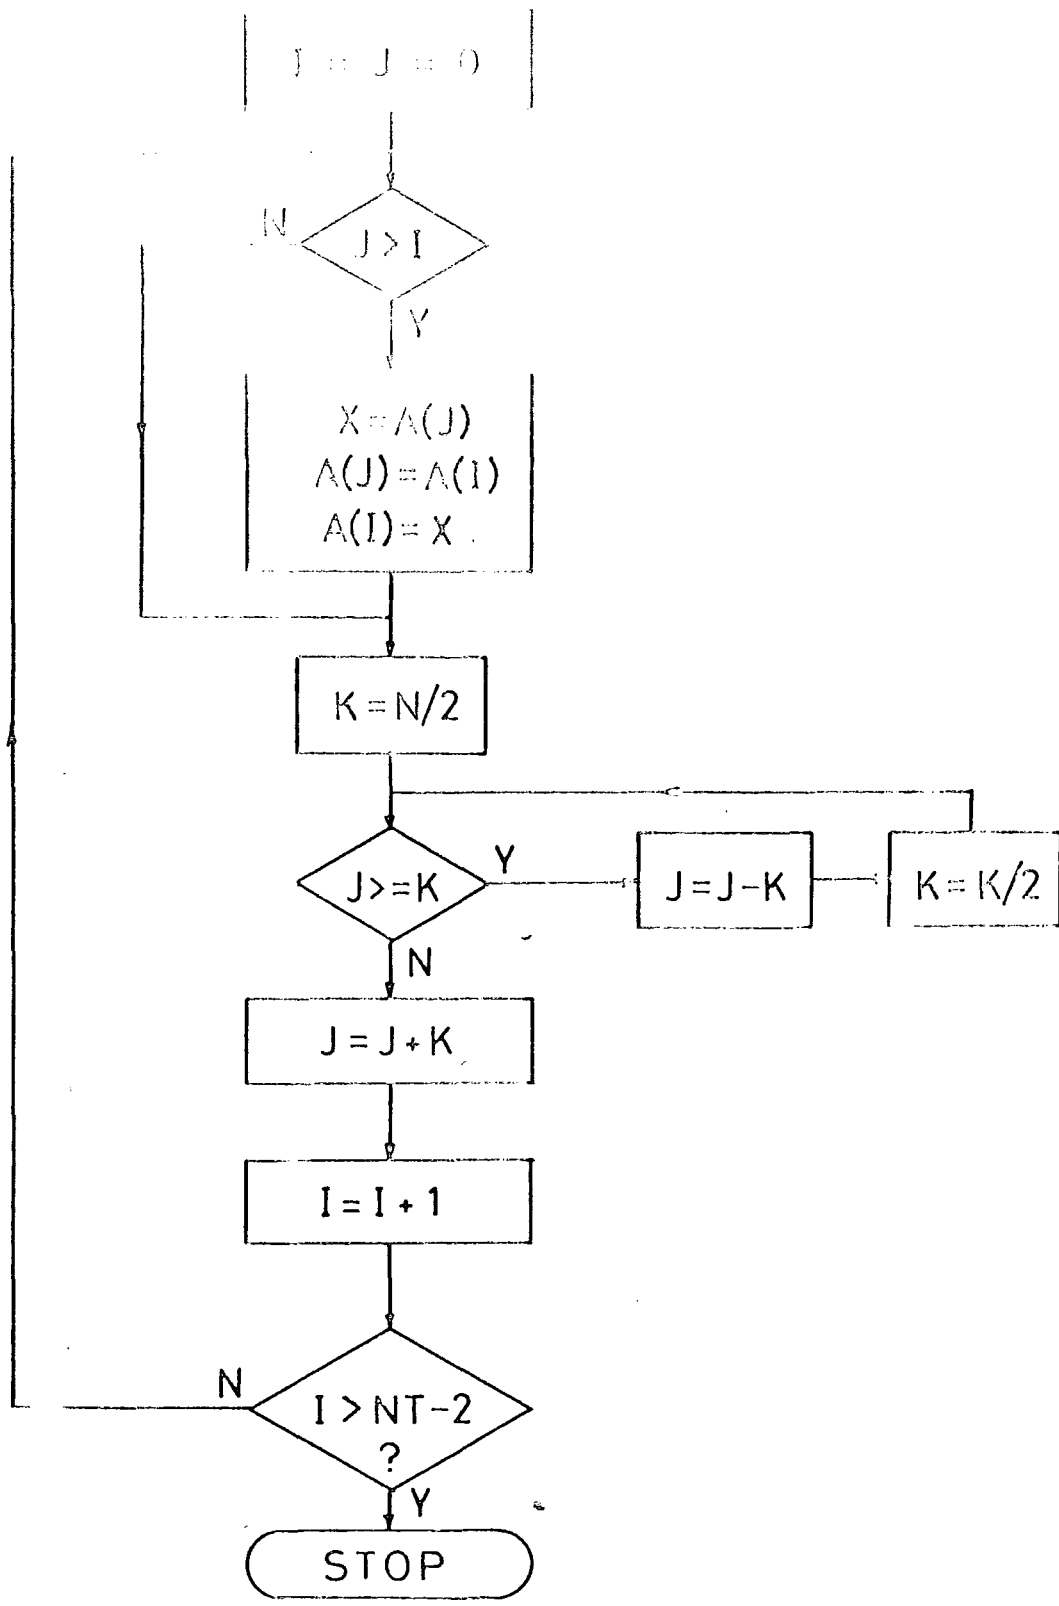 I = J = 0
N
J > I
Y
X = A(J)
A(J) = A(I)
A(I) = X
K = N/2
J >= K
Y
J = J - K
K = K/2
N
J = J + K
I = I + 1
N
I > NT - 2
?
Y
STOP